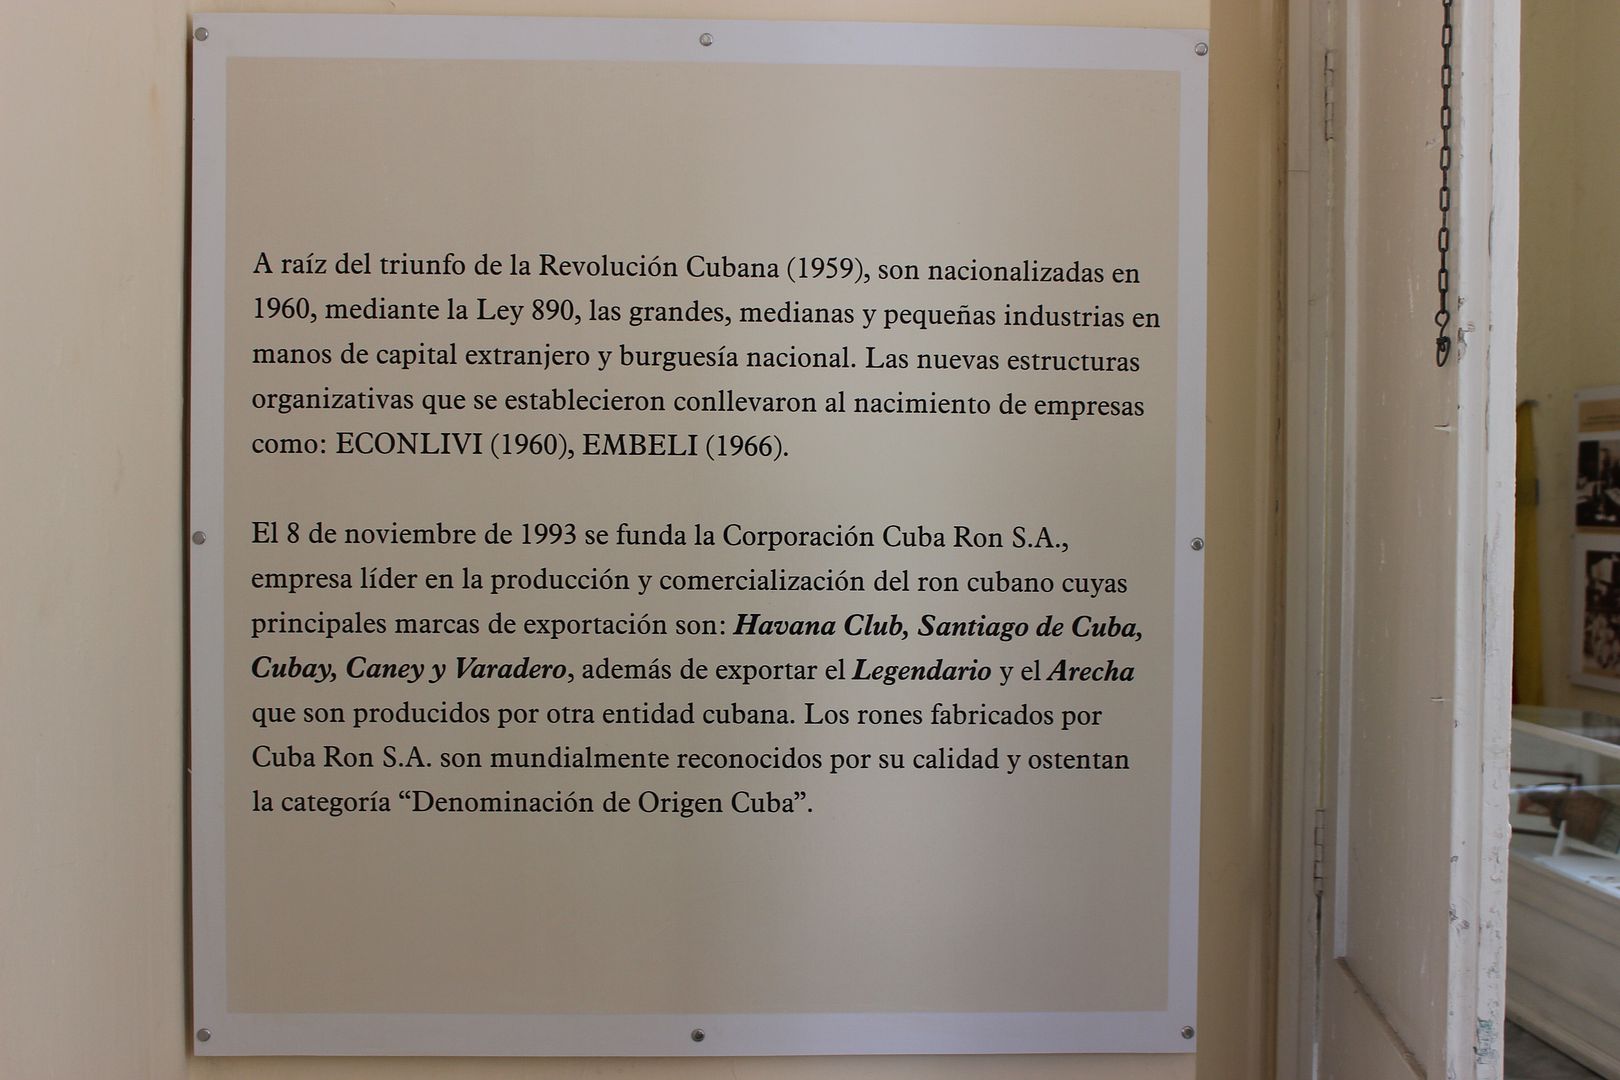 A raíz del triunfo de la Revolución Cubana (1959), son nacionalizadas en
1960, mediante la Ley 890, las grandes, medianas y pequeñas industrias en
manos de capital extranjero y burguesía nacional. Las nuevas estructuras
organizativas que se establecieron conllevaron al nacimiento de empresas
como: ECONLIVI (1960), EMBELI (1966).
El 8 de noviembre de 1993 se funda la Corporación Cuba Ron S.A.,
empresa líder en la producción y comercialización del ron cubano cuyas
principales marcas de exportación son: Havana Club, Santiago de Cuba,
Cubay, Caney y Varadero, además de exportar el Legendario y el Arecha
que son producidos por otra entidad cubana. Los rones fabricados por
Cuba Ron S.A. son mundialmente reconocidos por su calidad y ostentan
la categoría “Denominación de Origen Cuba”.